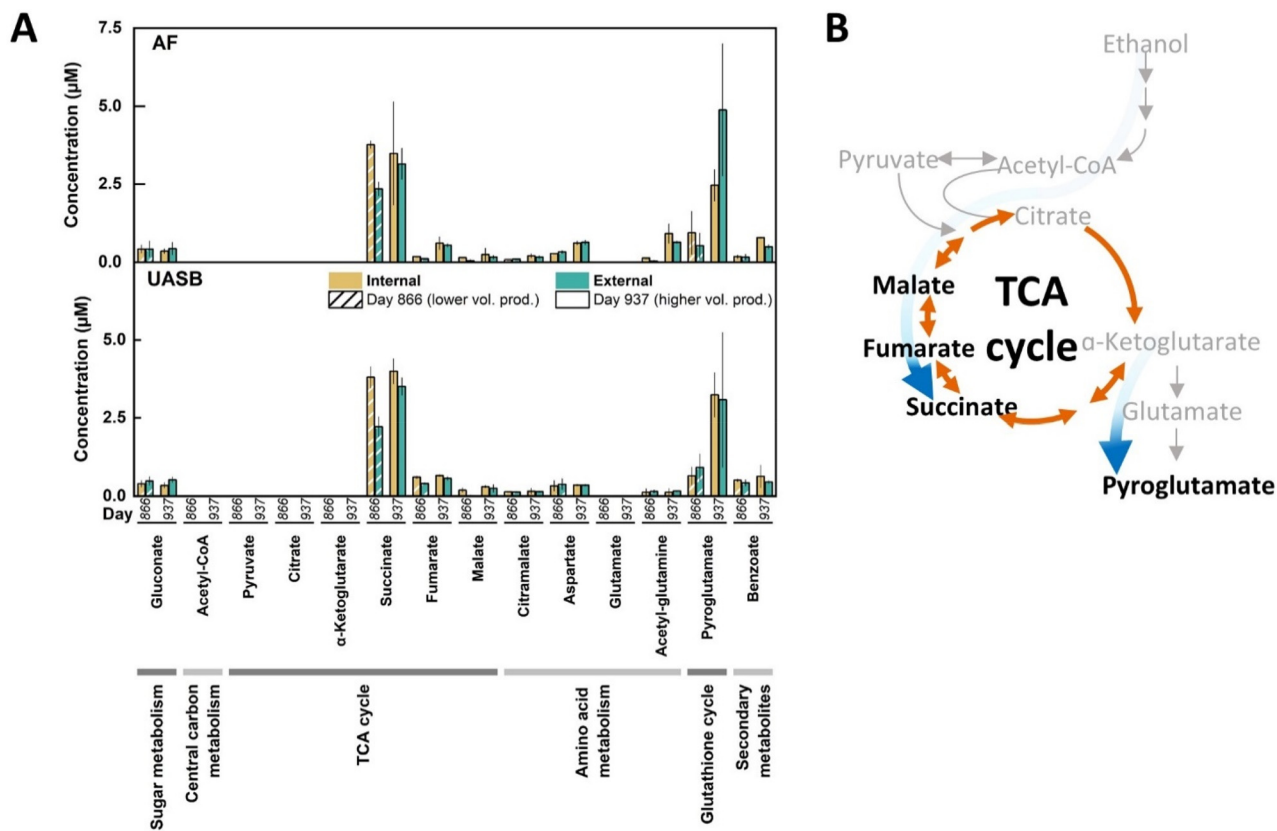 A
7.5
AF
5.0
2.5
0.0
Concentration (µM)
UASB
Internal
External
Day 866 (lower vol. prod.)
Day 937 (higher vol. prod.)
5.0
2.5
0.0
Concentration (µM)
Day
866 937 866 937 866 937 866 937 866 937 866 937 866 937 866 937 866 937 866 937 866 937 866 937 866 937 866 937
Gluconate
Acetyl-CoA
Pyruvate
Citrate
α-Ketoglutarate
Succinate
Fumarate
Malate
Citramalate
Aspartate
Glutamate
Acetyl-glutamine
Pyroglutamate
Benzoate
Sugar metabolism
Central carbon
metabolism
TCA cycle
Amino acid
metabolism
Glutathione cycle
Secondary
metabolites
B
Ethanol
Pyruvate
Acetyl-CoA
Citrate
Malate
TCA
cycle
Fumarate
α-Ketoglutarate
Succinate
Glutamate
Pyroglutamate